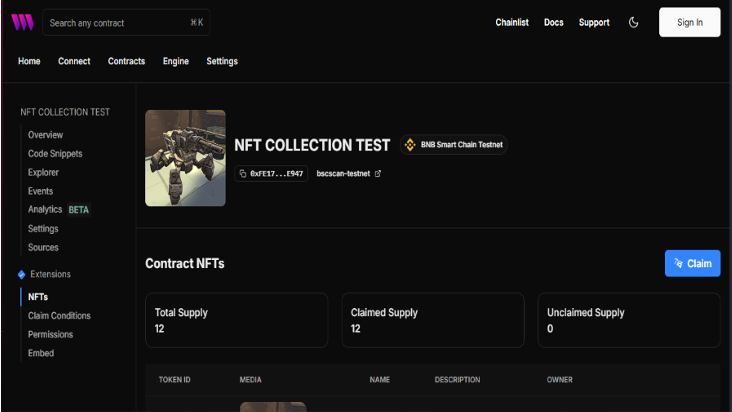 Search any contract ⌘K Chainlist Docs Support Sign In
Home Connect Contracts Engine Settings
NFT COLLECTION TEST
Overview
Code Snippets
Explorer
Events
Analytics BETA
Settings
Sources
Extensions
NFTs
Claim Conditions
Permissions
Embed
NFT COLLECTION TEST BNB Smart Chain Testnet
0xFE17...E947 bscscan-testnet
Contract NFTs Claim
Total Supply Claimed Supply Unclaimed Supply
12 12 0
TOKEN ID MEDIA NAME DESCRIPTION OWNER